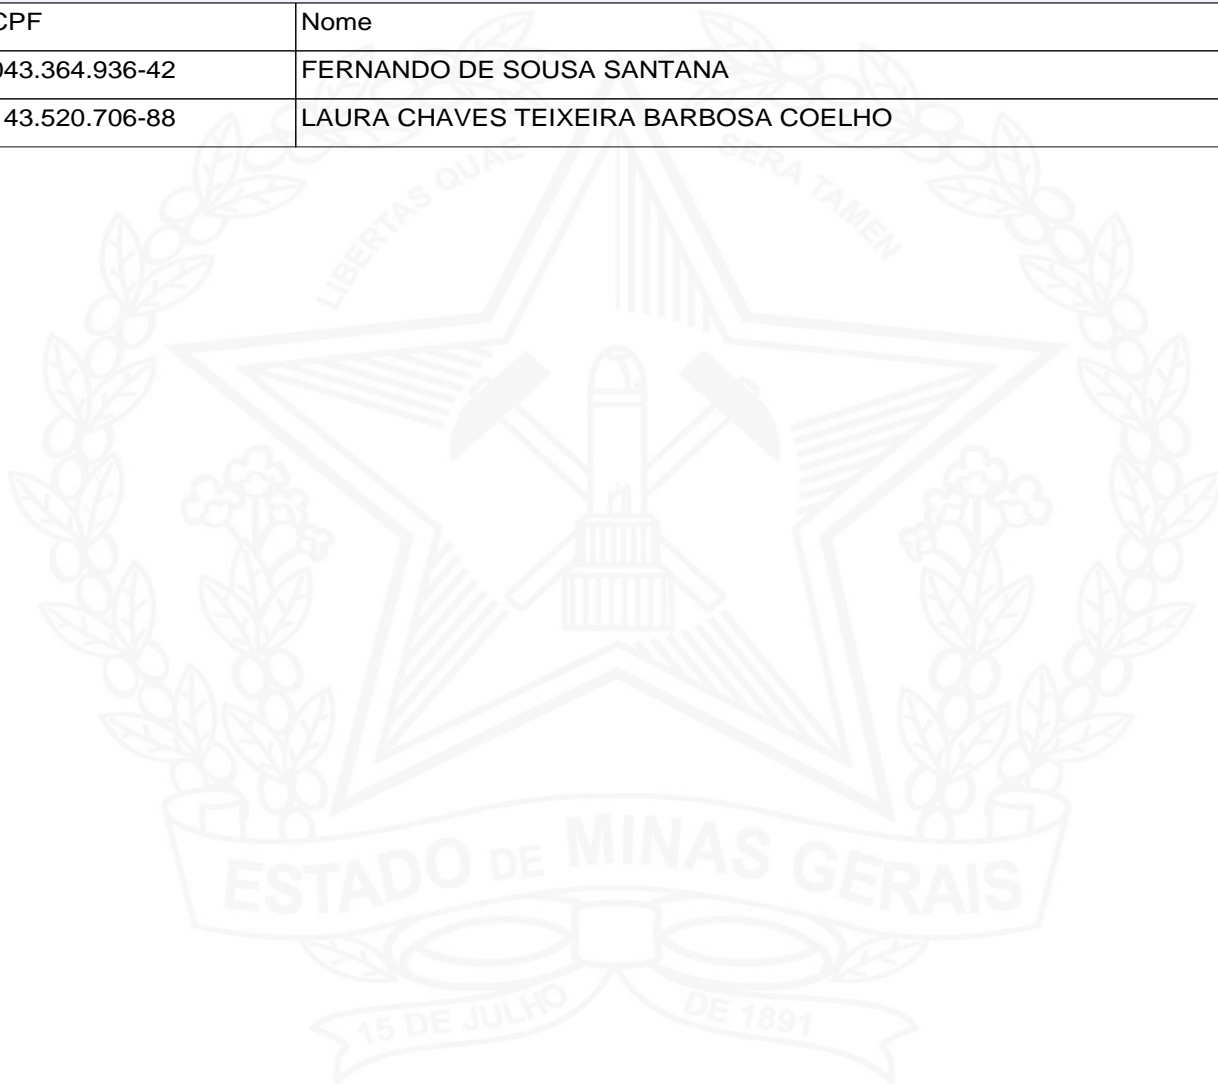 CPF Nome
043.364.936-42 FERNANDO DE SOUSA SANTANA
43.520.706-88 LAURA CHAVES TEIXEIRA BARBOSA COELHO
LIBERTAS QUAE SERA TAMEN
ESTADO DE MINAS GERAIS
15 DE JULHO DE 1891